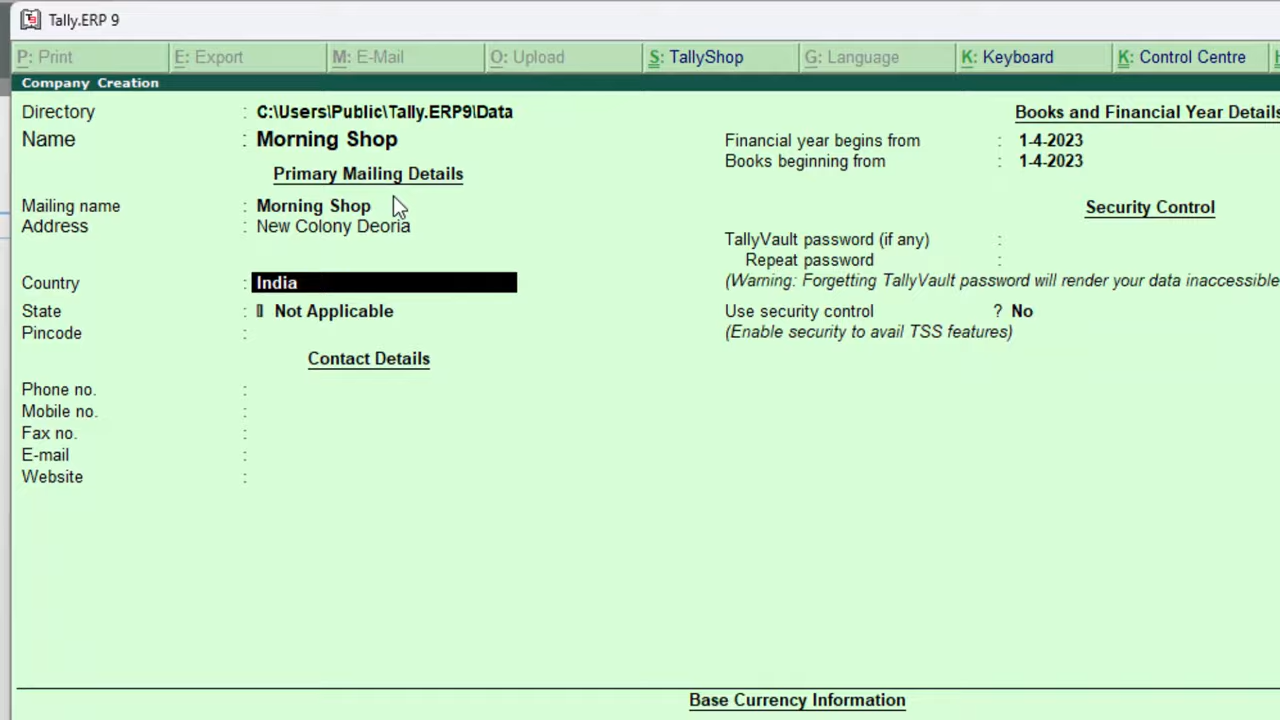 Tally.ERP 9
P: Print E: Export M: E-Mail O: Upload S: TallyShop G: Language K: Keyboard K: Control Centre
Company Creation
Directory : C:\Users\Public\Tally.ERP9\Data
Name : Morning Shop
Primary Mailing Details
Mailing name : Morning Shop
Address : New Colony Deoria
Country : India
State : Not Applicable
Pincode :
Contact Details
Phone no. :
Mobile no. :
Fax no. :
E-mail :
Website :
Books and Financial Year Details
Financial year begins from : 1-4-2023
Books beginning from : 1-4-2023
Security Control
TallyVault password (if any) :
Repeat password :
(Warning: Forgetting TallyVault password will render your data inaccessible
Use security control ? No
(Enable security to avail TSS features)
Base Currency Information